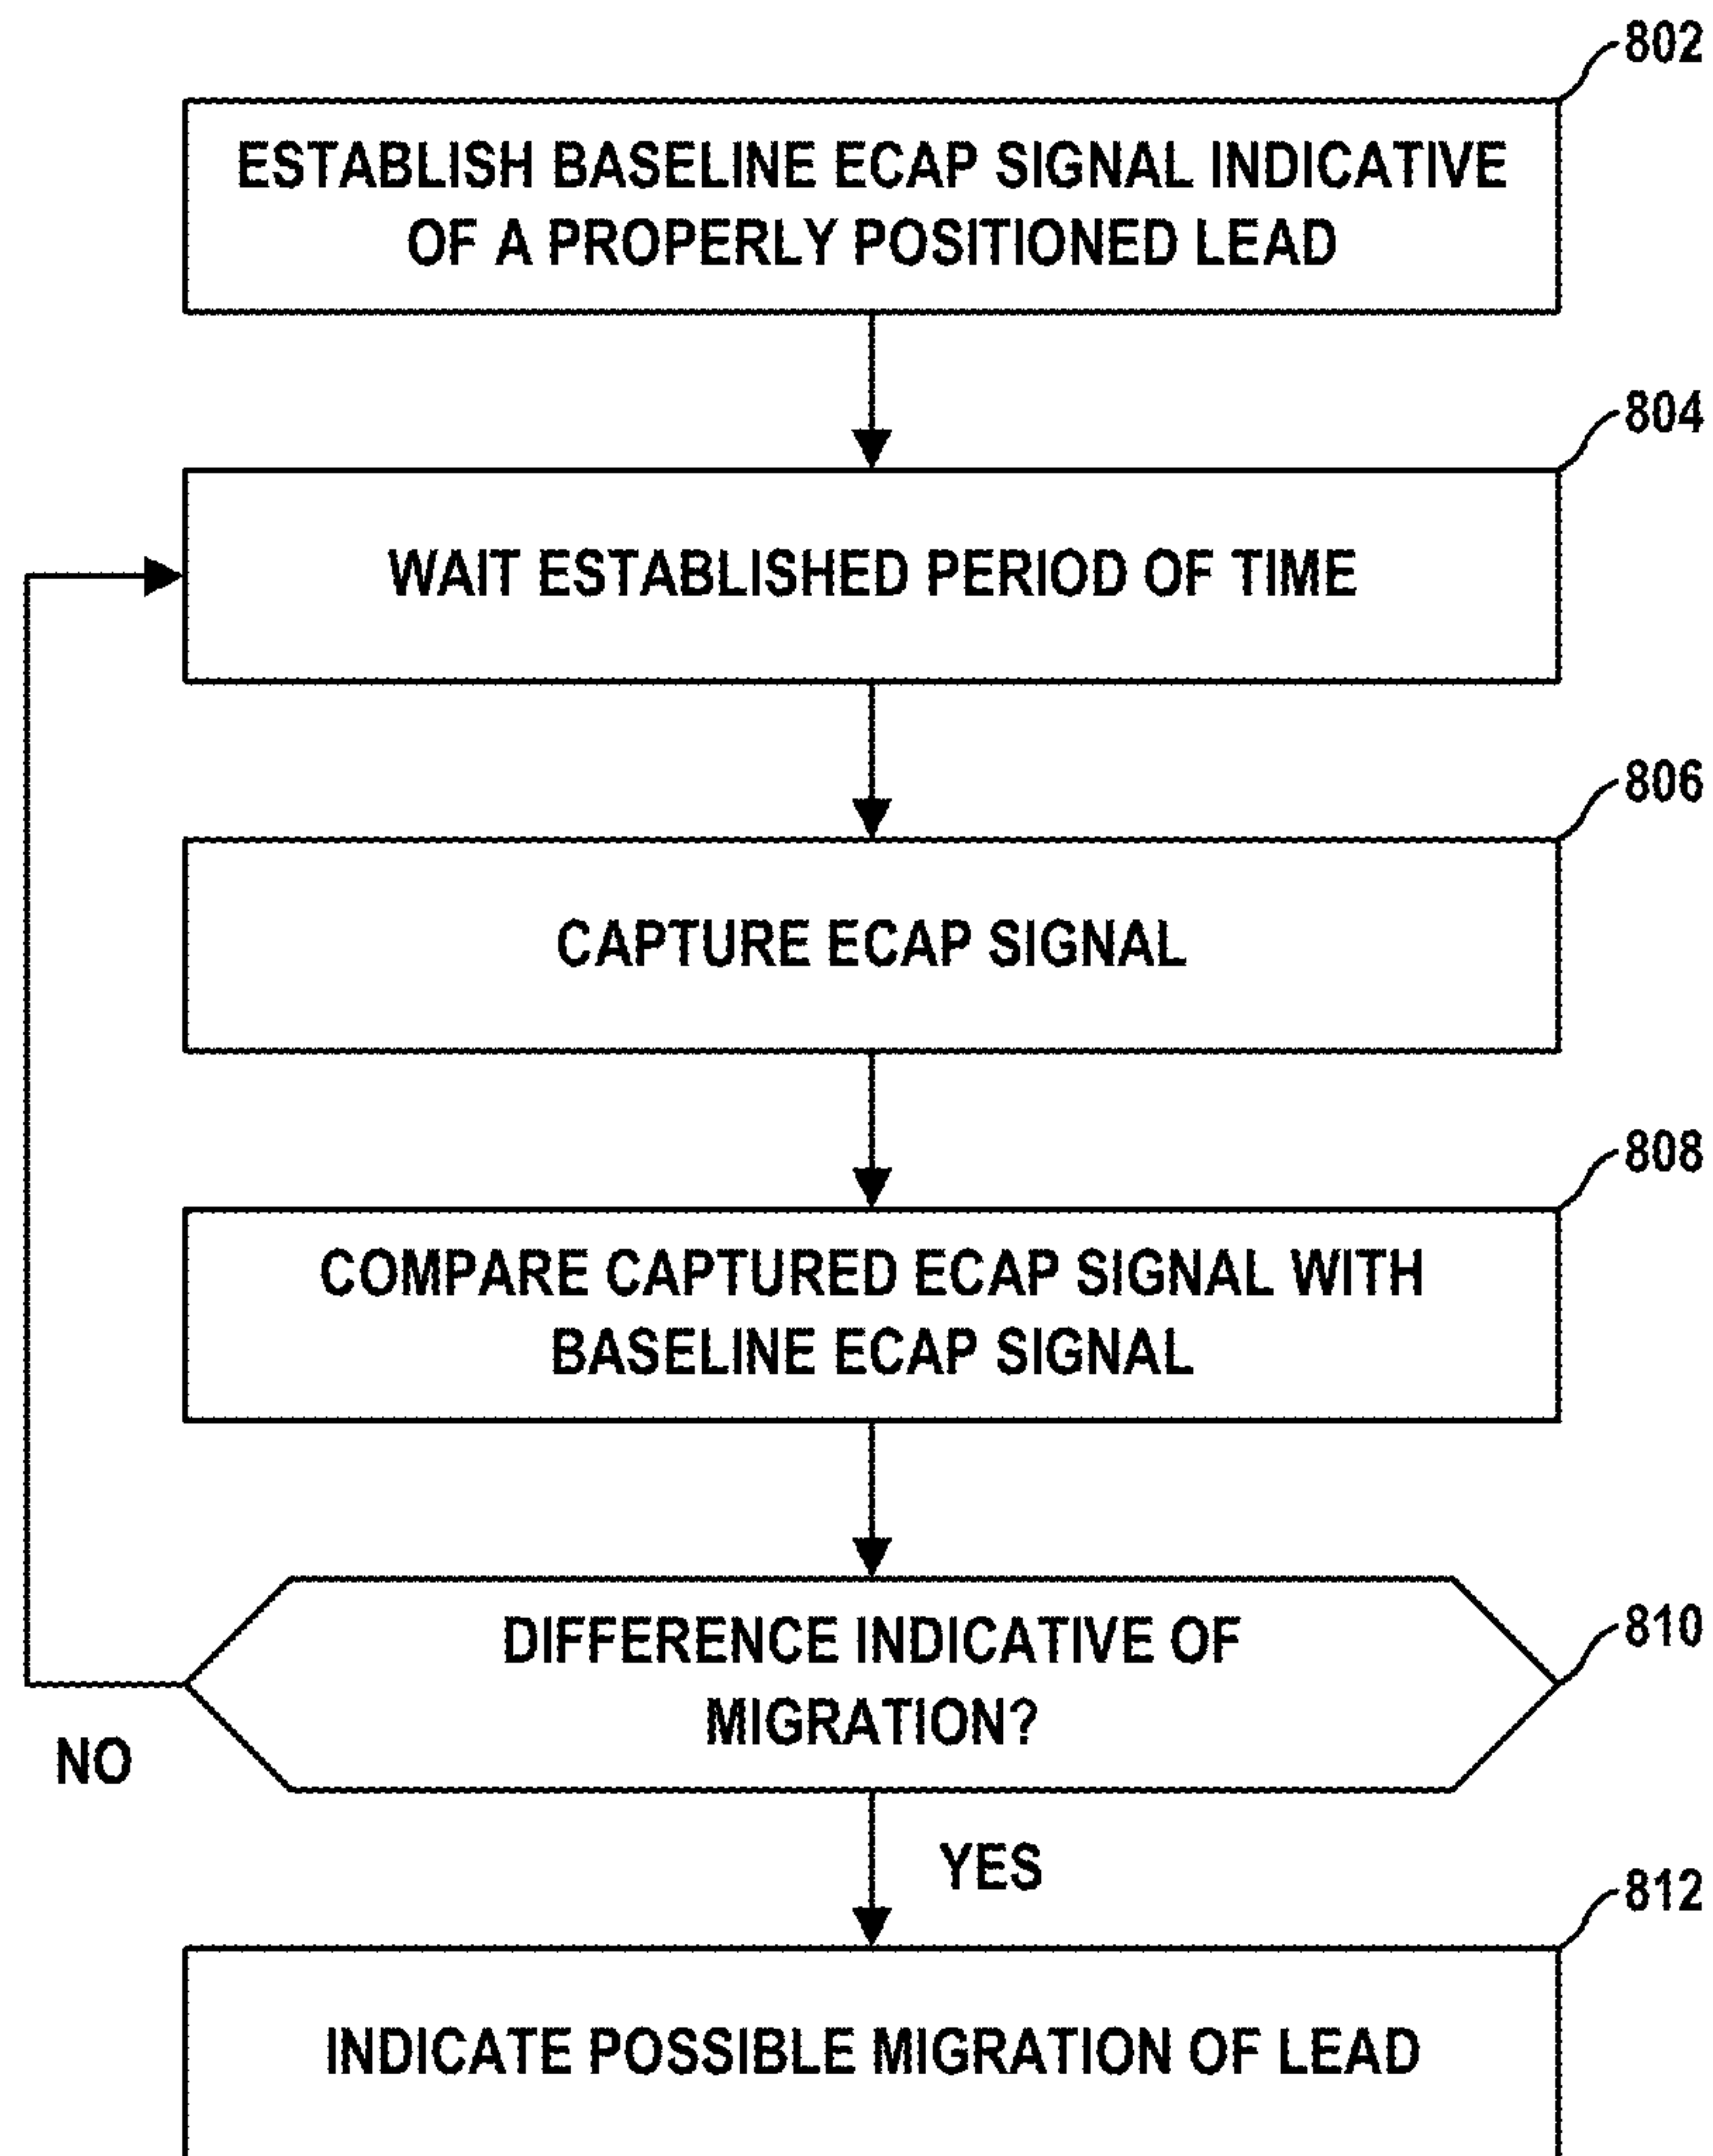 802
ESTABLISH BASELINE ECAP SIGNAL INDICATIVE
OF A PROPERLY POSITIONED LEAD
804
WAIT ESTABLISHED PERIOD OF TIME
806
CAPTURE ECAP SIGNAL
808
COMPARE CAPTURED ECAP SIGNAL WITH
BASELINE ECAP SIGNAL
810
DIFFERENCE INDICATIVE OF
MIGRATION?
NO
YES
812
INDICATE POSSIBLE MIGRATION OF LEAD